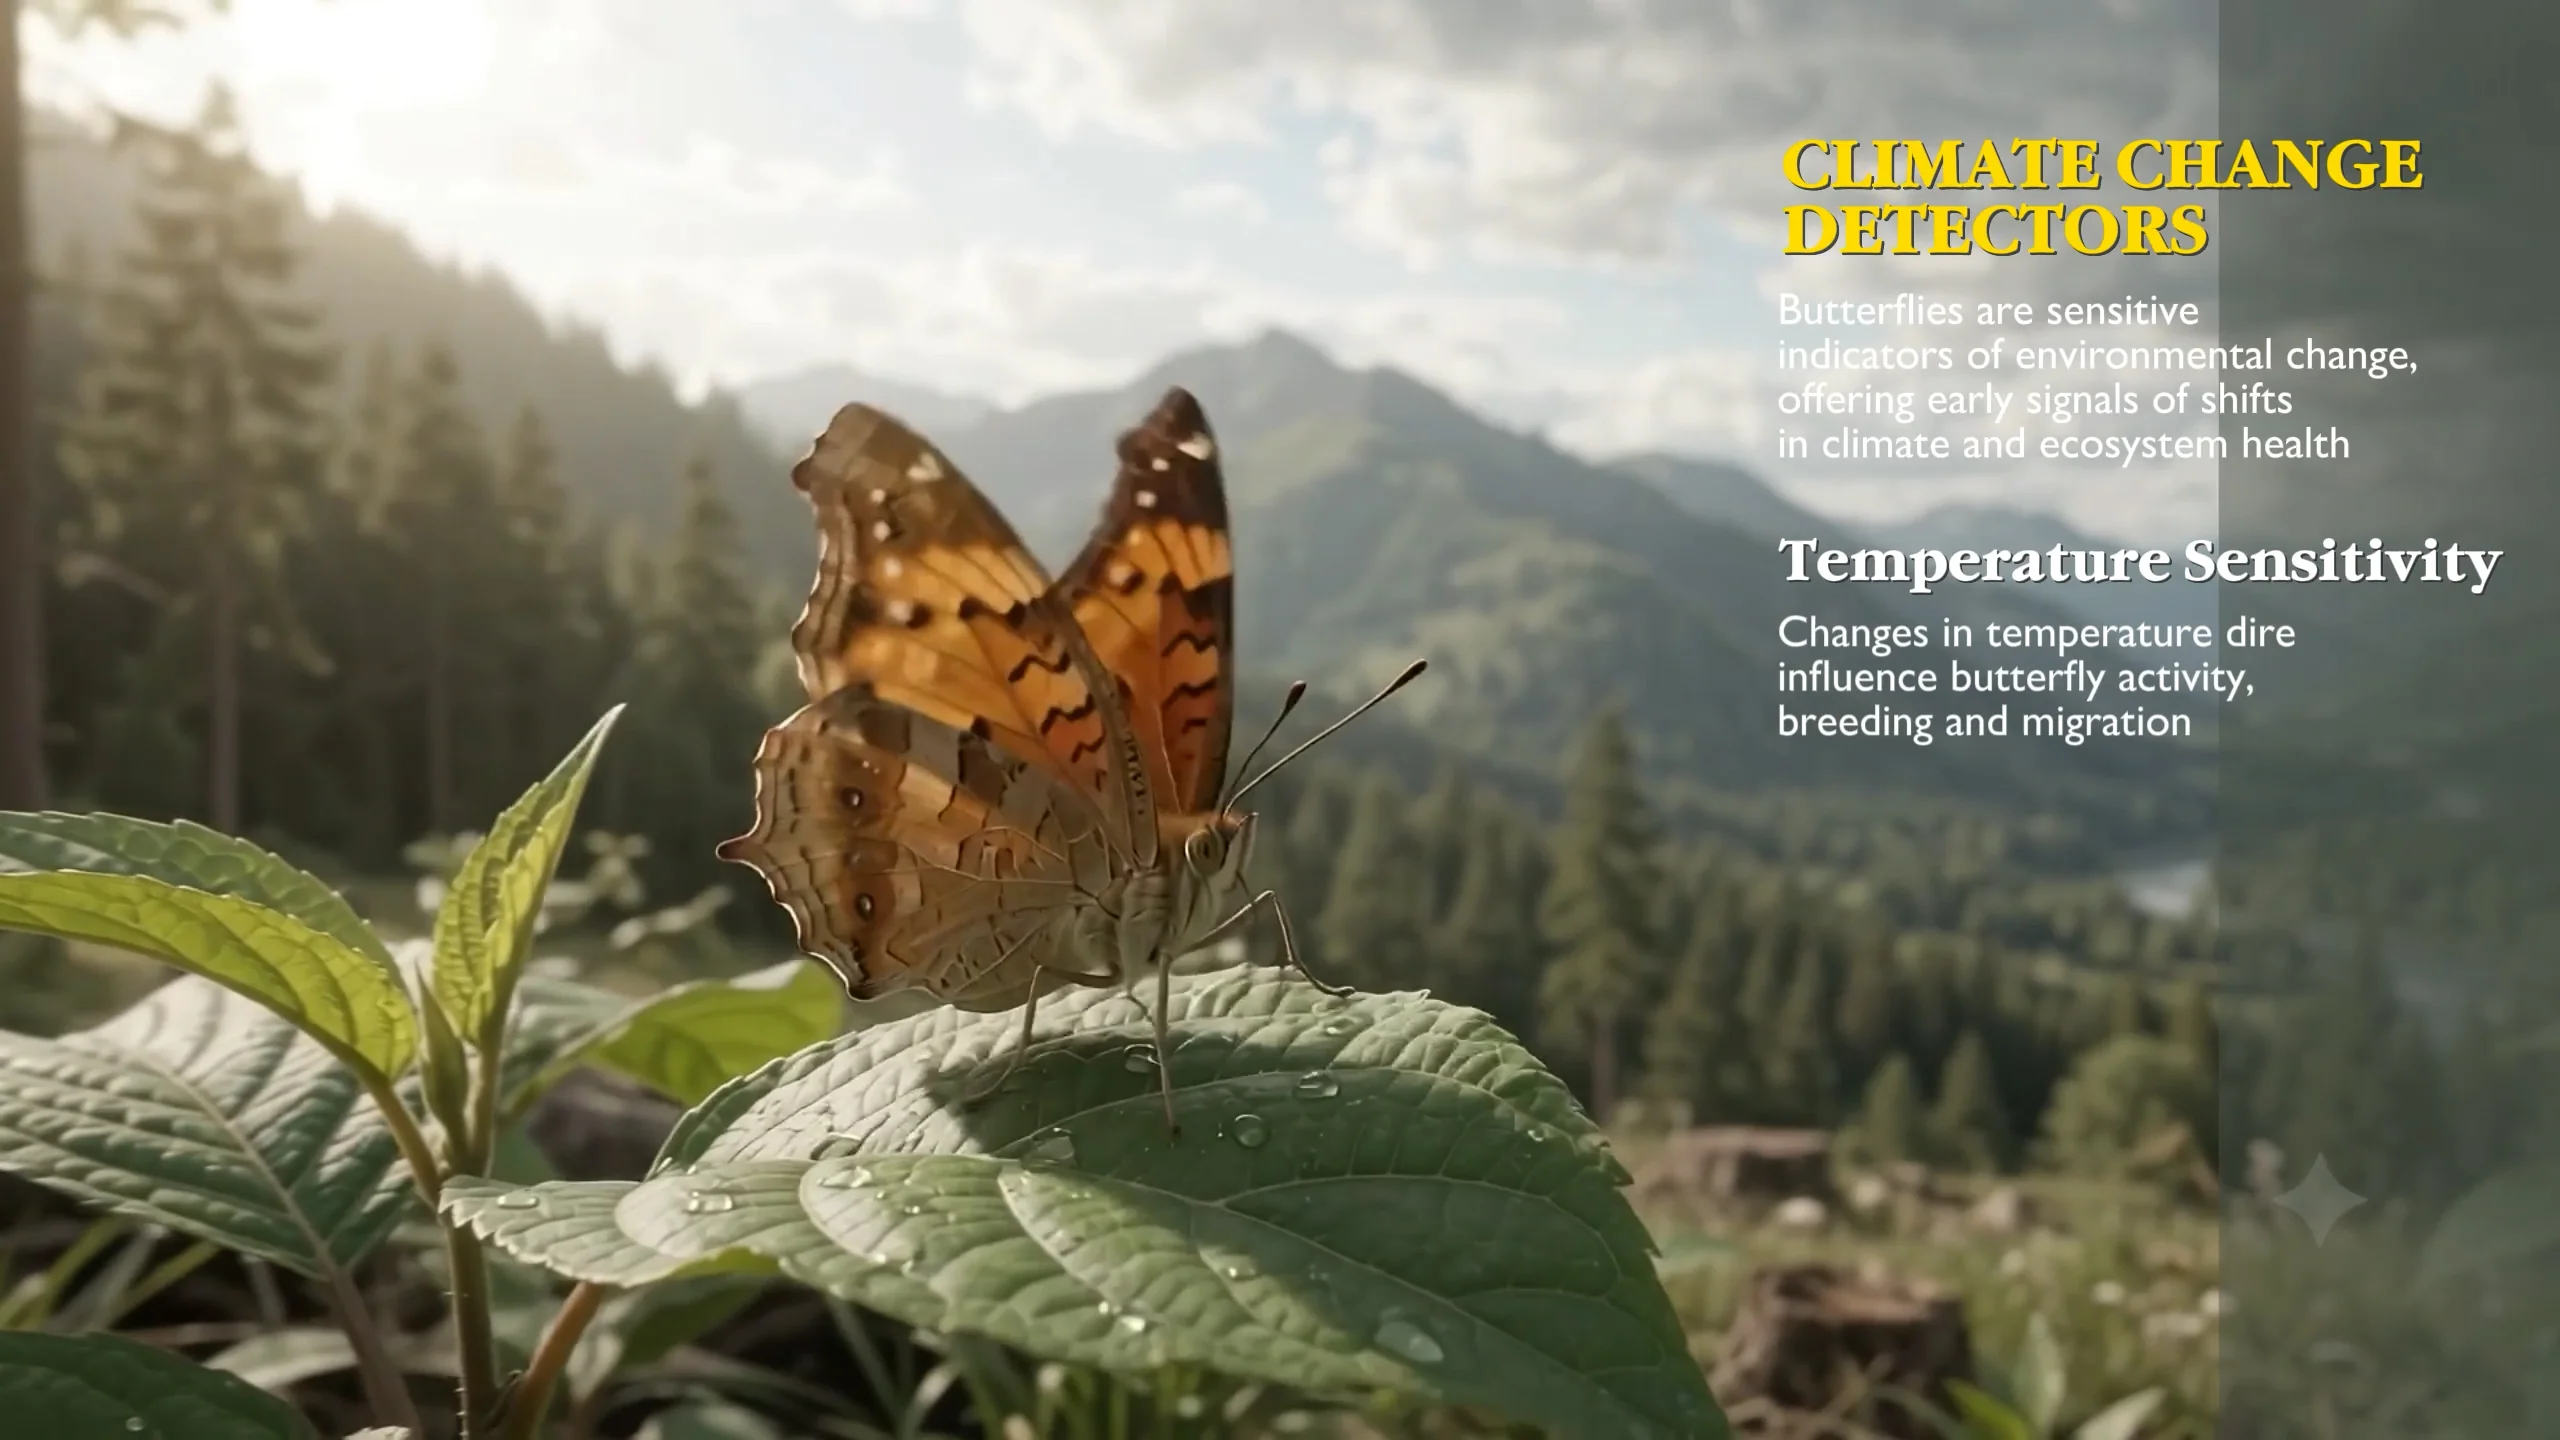 CLIMATE CHANGE
DETECTORS
Butterflies are sensitive
indicators of environmental change,
offering early signals of shifts
in climate and ecosystem health
Temperature Sensitivity
Changes in temperature dire
influence butterfly activity,
breeding and migration